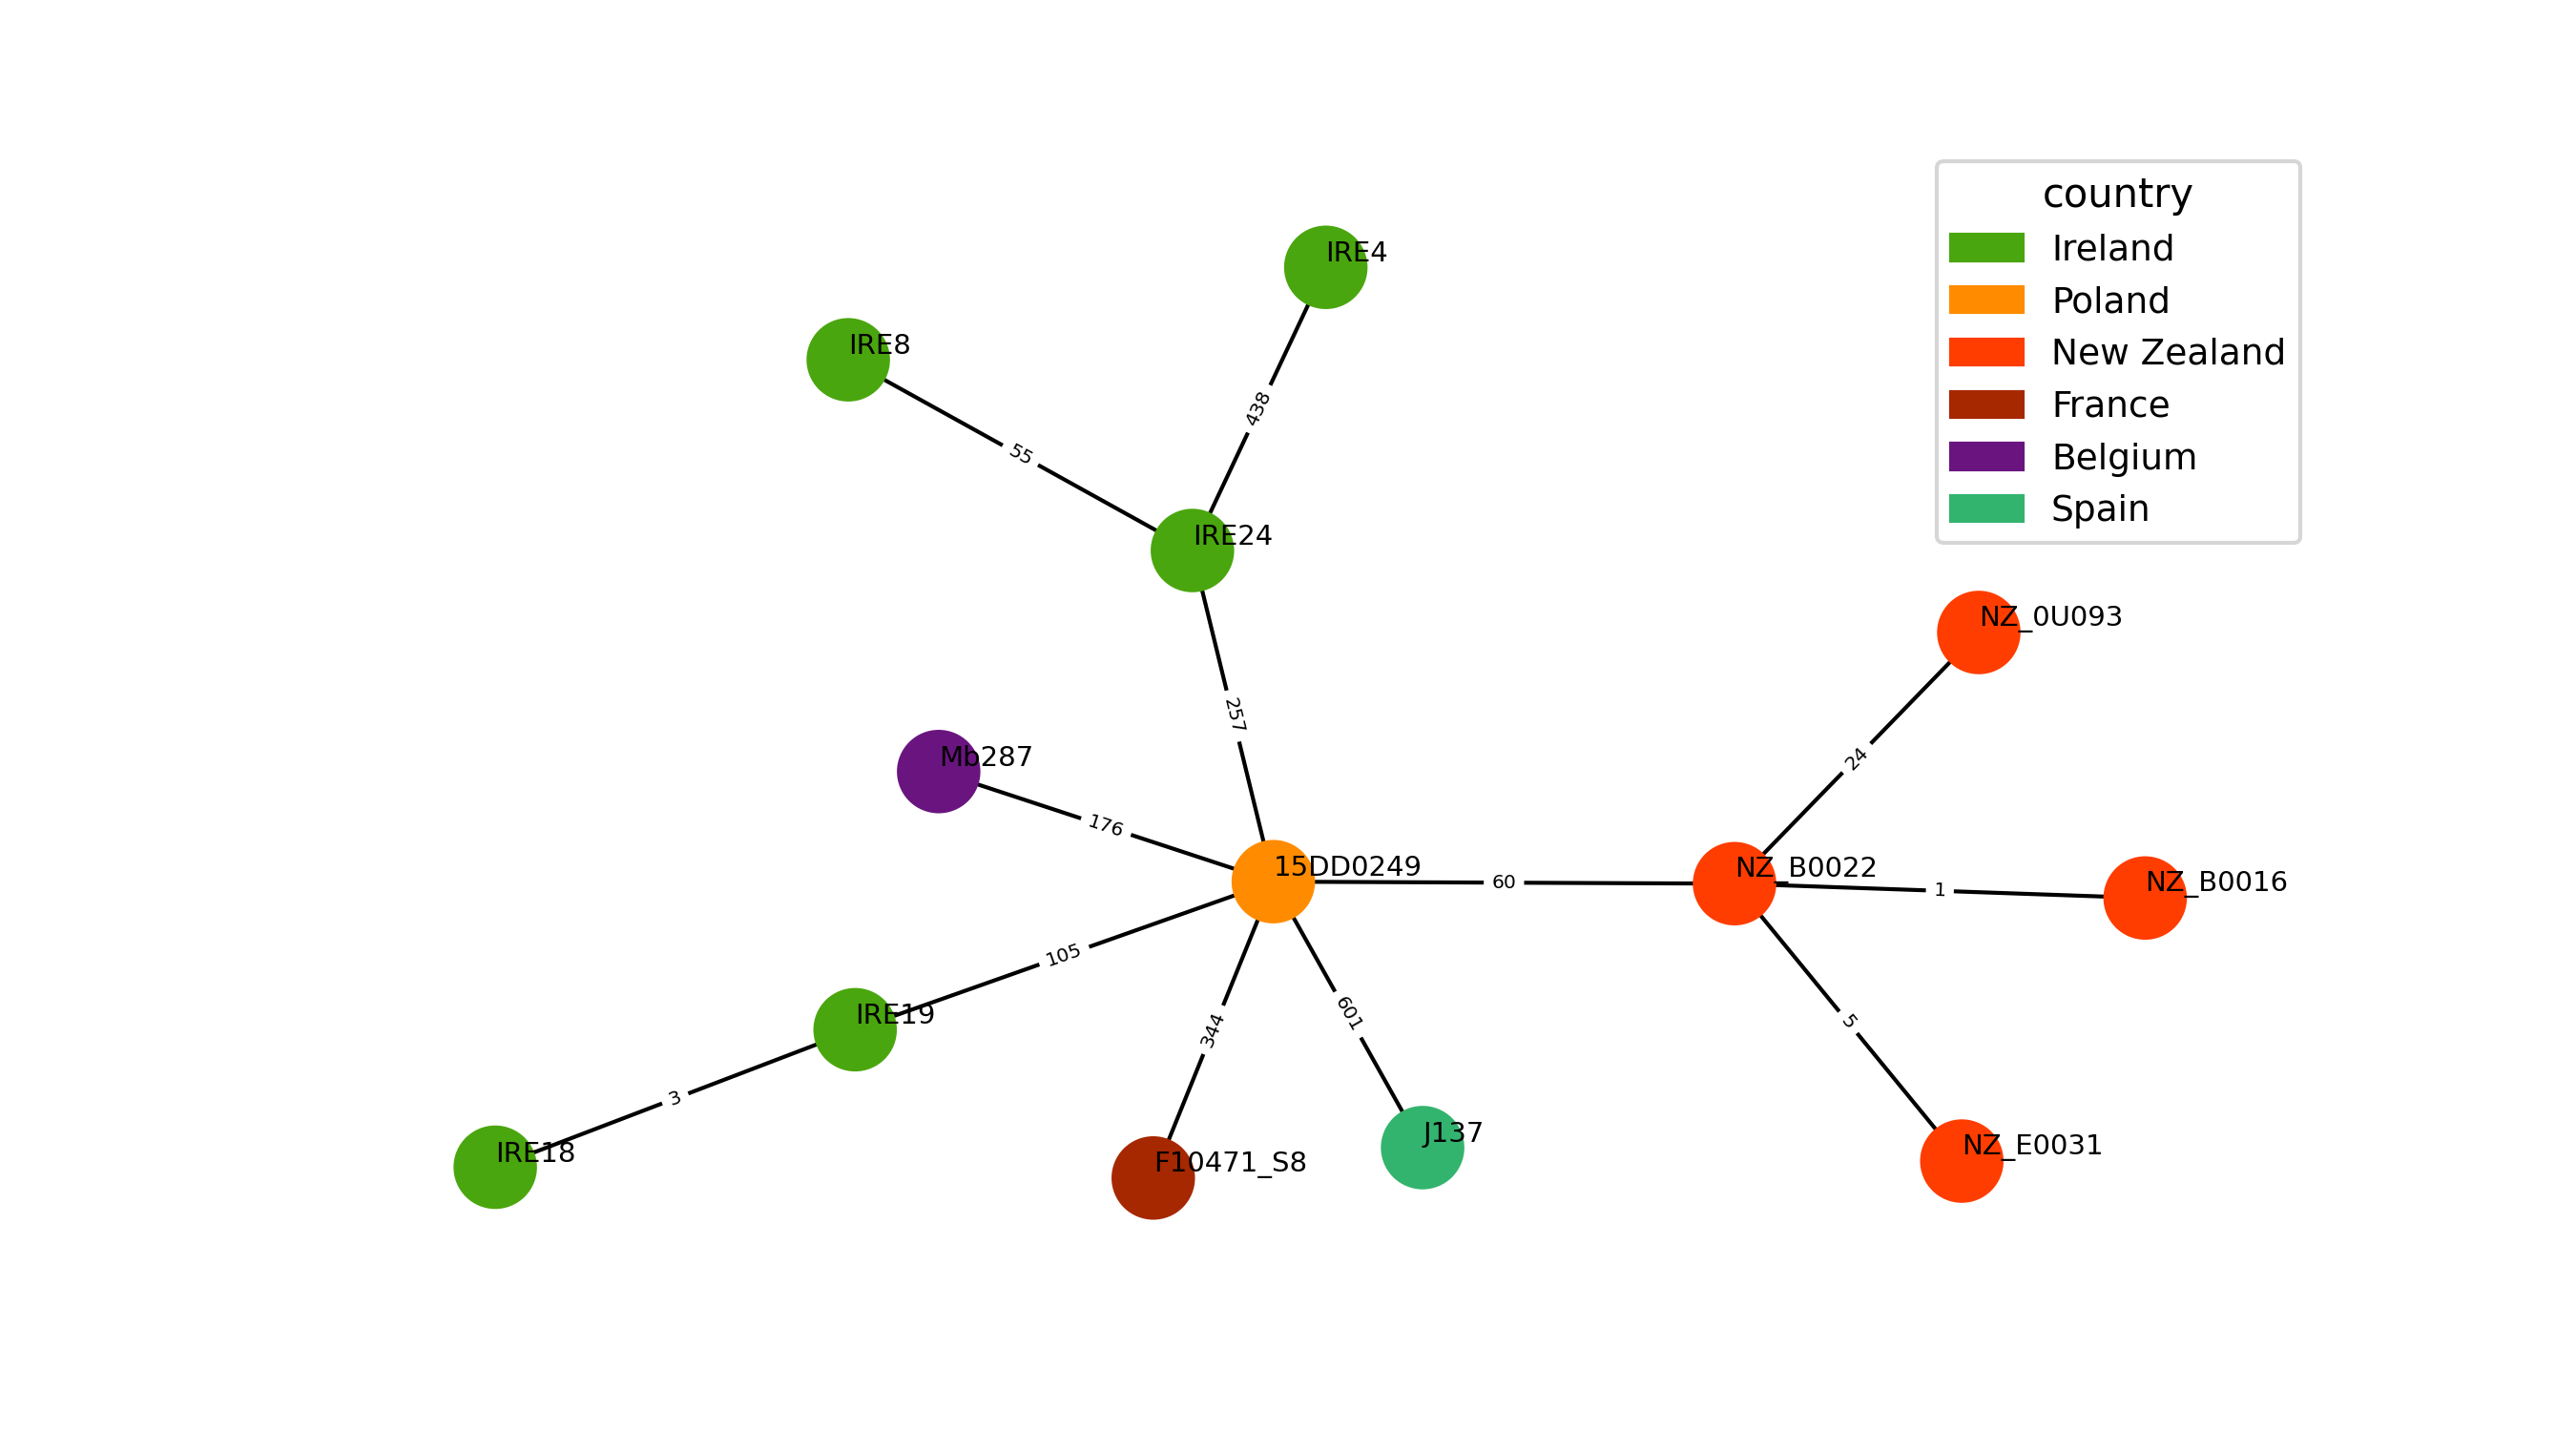 country
Ireland
Poland
New Zealand
France
Belgium
Spain
IRE4
IRE8
438
55
IRE24
NZ_0U093
257
24
Mb287
176
15DD0249
60
NZ_B0022
1
NZ_B0016
105
IRE19
344
601
5
3
IRE18
F10471_S8
J137
NZ_E0031